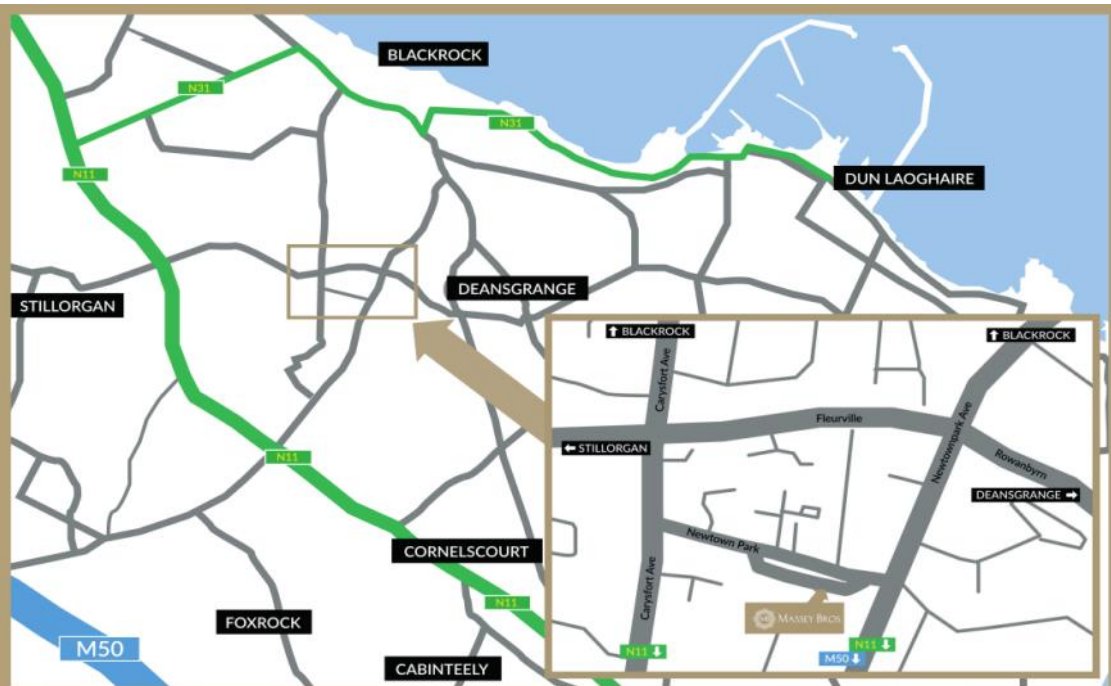 BLACKROCK
N31
N31
N11
DUN LAOGHAIRE
DEANSGRANGE
STILLORGAN
N11
CORNELSCOURT
N11
FOXROCK
M50
CABINTEELY
↑ BLACKROCK
↑ BLACKROCK
Carysfort Ave
Fleurville
Newtownpark Ave
← STILLORGAN
Rowanbyrn
DEANSGRANGE →
Newtown Park
Carysfort Ave
MASSEY BROS
N11 ↓
N11 ↓
M50 ↓